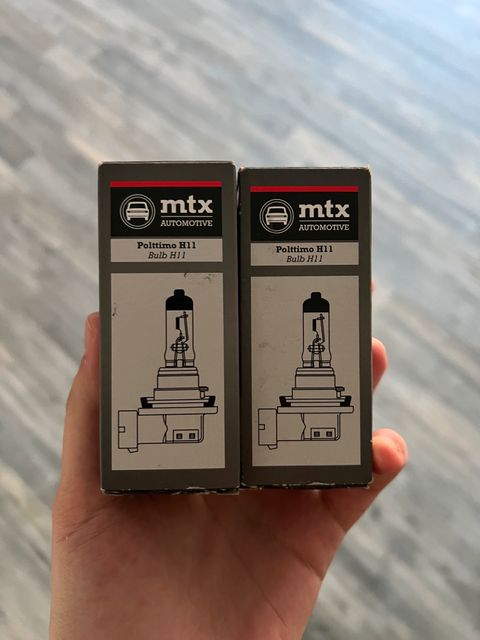 mtx
AUTOMOTIVE
Polttimo H11
Bulb H11
mtx
AUTOMOTIVE
Polttimo H11
Bulb H11